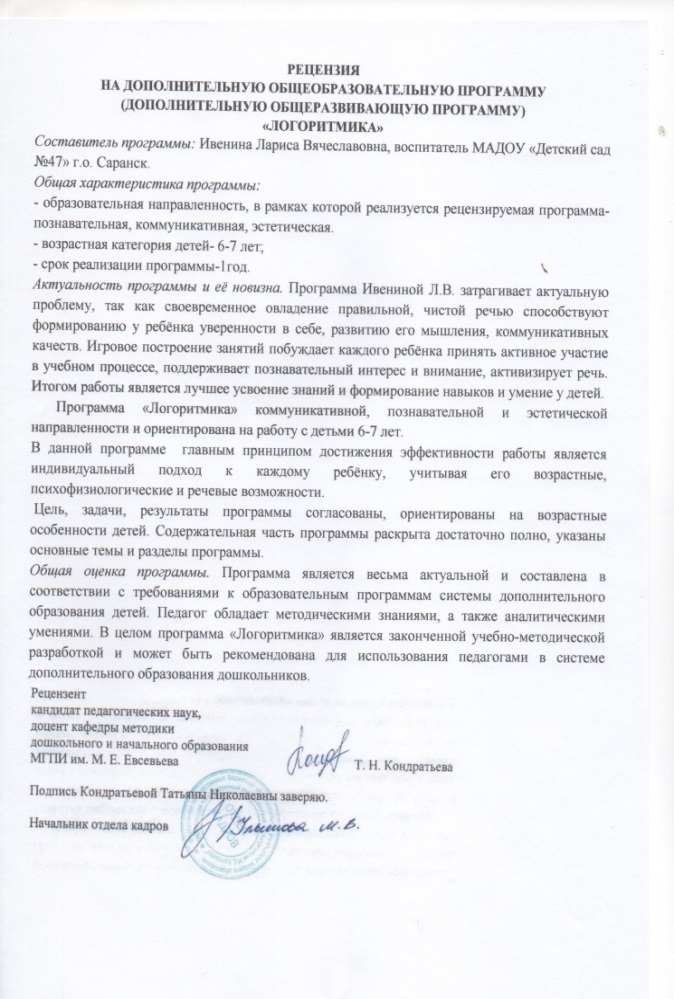 РЕЦЕНЗИЯ
НА ДОПОЛНИТЕЛЬНУЮ ОБЩЕОБРАЗОВАТЕЛЬНУЮ ПРОГРАММУ
(ДОПОЛНИТЕЛЬНУЮ ОБЩЕРАЗВИВАЮЩУЮ ПРОГРАММУ)
«ЛОГОРИТМИКА»
Составитель программы: Ивенина Лариса Вячеславовна, воспитатель МАДОУ «Детский сад
№47» г.о. Саранск.
Общая характеристика программы:
- образовательная направленность, в рамках которой реализуется рецензируемая программа-
познавательная, коммуникативная, эстетическая.
- возрастная категория детей- 6-7 лет;
- срок реализации программы-1год.
Актуальность программы и её новизна. Программа Ивениной Л.В. затрагивает актуальную
проблему, так как своевременное овладение правильной, чистой речью способствуют
формированию у ребёнка уверенности в себе, развитию его мышления, коммуникативных
качеств. Игровое построение занятий побуждает каждого ребёнка принять активное участие
в учебном процессе, поддерживает познавательный интерес и внимание, активизирует речь.
Итогом работы является лучшее усвоение знаний и формирование навыков и умение у детей.
Программа «Логоритмика» коммуникативной, познавательной и эстетической
направленности и ориентирована на работу с детьми 6-7 лет.
В данной программе главным принципом достижения эффективности работы является
индивидуальный подход к каждому ребёнку, учитывая его возрастные,
психофизиологические и речевые возможности.
Цель, задачи, результаты программы согласованы, ориентированы на возрастные
особенности детей. Содержательная часть программы раскрыта достаточно полно, указаны
основные темы и разделы программы.
Общая оценка программы. Программа является весьма актуальной и составлена в
соответствии с требованиями к образовательным программам системы дополнительного
образования детей. Педагог обладает методическими знаниями, а также аналитическими
умениями. В целом программа «Логоритмика» является законченной учебно-методической
разработкой и может быть рекомендована для использования педагогами в системе
дополнительного образования дошкольников.
Рецензент
кандидат педагогических наук,
доцент кафедры методики
дошкольного и начального образования
МГПИ им. М. Е. Евсевьева Т. Н. Кондратьева
Подпись Кондратьевой Татьяны Николаевны заверяю.
Начальник отдела кадров М. В.